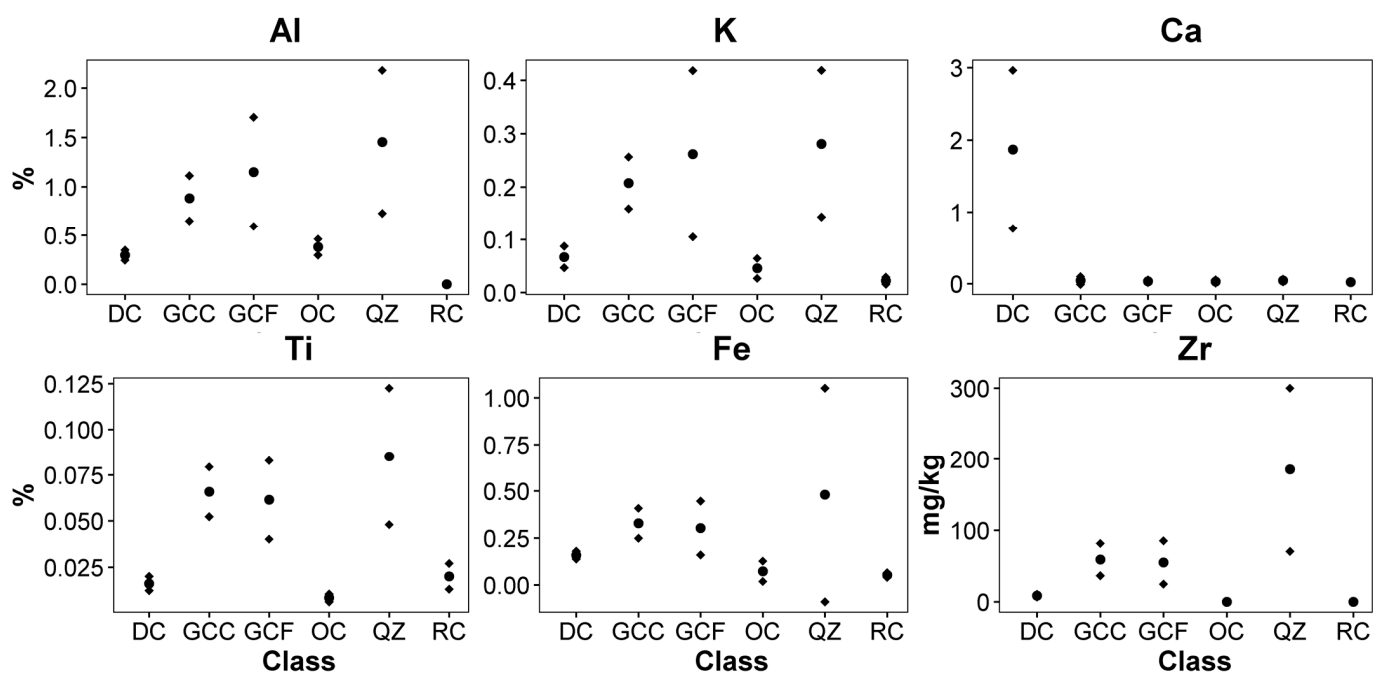 Al
2.0
1.5
1.0
0.5
0.0
%
DC GCC GCF OC QZ RC
K
0.4
0.3
0.2
0.1
0.0
DC GCC GCF OC QZ RC
Ca
3
2
1
0
DC GCC GCF OC QZ RC
Ti
0.125
0.100
0.075
0.050
0.025
%
DC GCC GCF OC QZ RC
Class
Fe
1.00
0.75
0.50
0.25
0.00
DC GCC GCF OC QZ RC
Class
Zr
300
200
100
0
mg/kg
DC GCC GCF OC QZ RC
Class